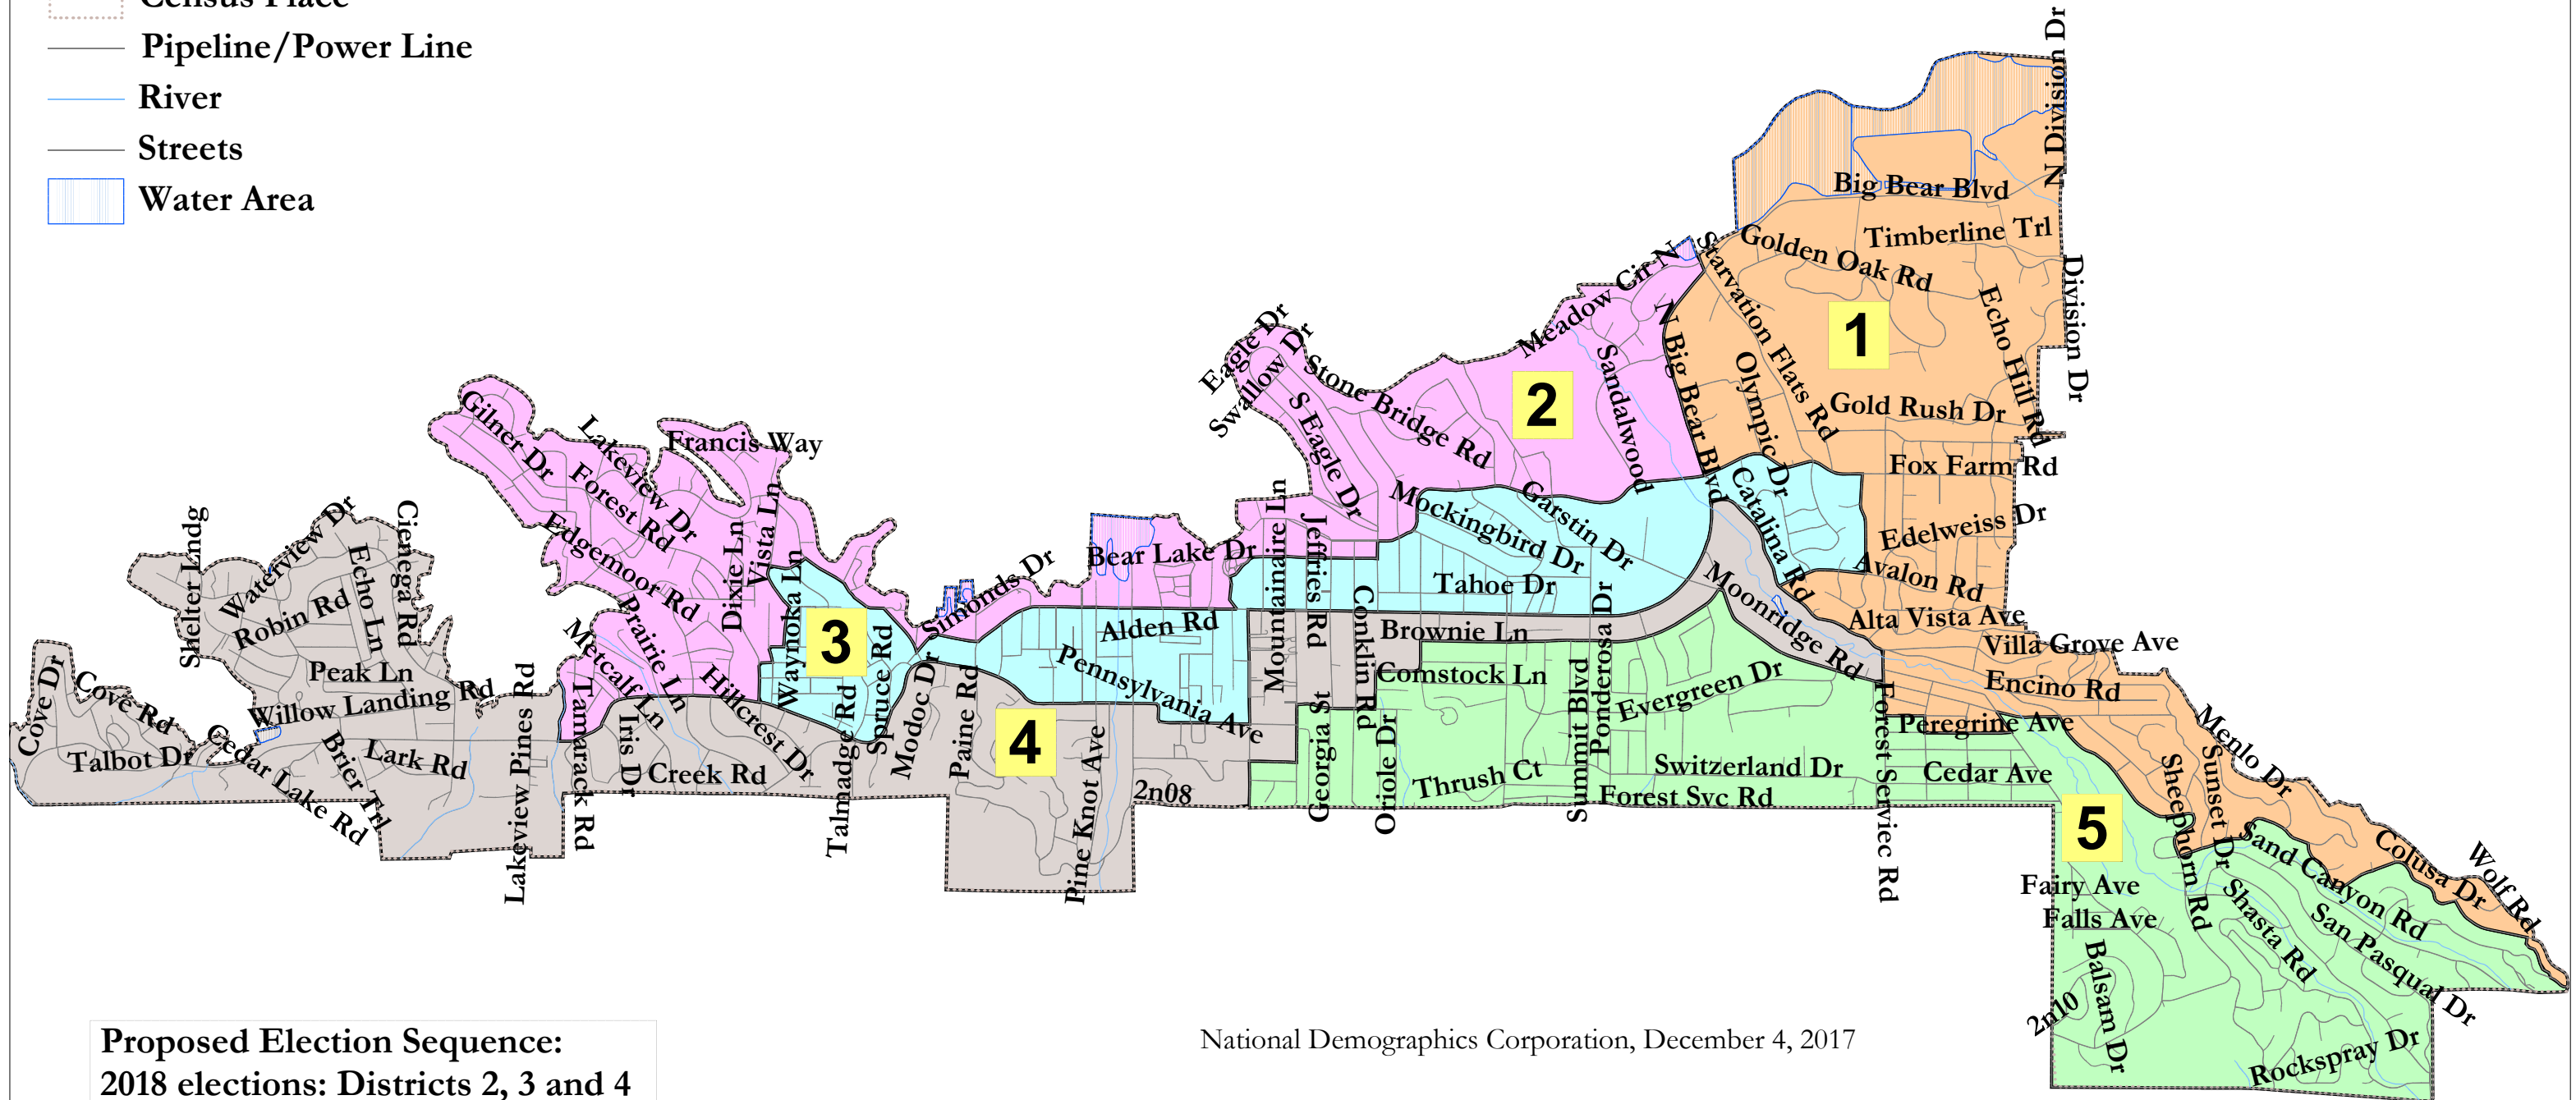 Census Place
Pipeline/Power Line
River
Streets
Water Area
N Division Dr
Big Bear Blvd
Timberline Trl
Golden Oak Rd
Starvation Flats Rd
Meadow Cir N
Division Dr
Echo Hill Rd
1
Eagle Dr
Swallow Dr
Stone Bridge Rd
S Eagle Dr
2
Sandalwood
N Big Bear Blvd
Olympic Dr
Gold Rush Dr
Fox Farm Rd
Gilner Dr
Lakeview Dr
Francis Way
Forest Rd
Edgemoor Rd
Dixie Ln
Vista Ln
Shelter Lndg
Waterview Dr
Echo Ln
Cienega Rd
Robin Rd
Mockingbird Dr
Garstin Dr
Catalina Rd
Edelweiss Dr
Avalon Rd
Mountainaire Ln
Jeffries Rd
Bear Lake Dr
Simonds Dr
Tahoe Dr
Conklin Rd
Ponderosa Dr
Moonridge Rd
Alta Vista Ave
Villa Grove Ave
Prairie Ln
Metcalf Ln
Waynoka Ln
3
Spruce Rd
Alden Rd
Pennsylvania Ave
Brownie Ln
Comstock Ln
Evergreen Dr
Encino Rd
Peregrine Ave
Menlo Dr
Peak Ln
Willow Landing Rd
Cove Dr
Cove Rd
Talbot Dr
Cedar Lake Rd
Brier Trl
Lark Rd
Lakeview Pines Rd
Tamarack Rd
Iris Dr
Hillcrest Dr
Creek Rd
Talmadge Rd
Modoc Dr
Paine Rd
4
Pine Knot Ave
2n08
Georgia St
Oriole Dr
Thrush Ct
Summit Blvd
Switzerland Dr
Forest Svc Rd
Forest Serviec Rd
Cedar Ave
5
Sheephorn Rd
Sunset Dr
Sand Canyon Rd
Colusa Dr
Wolf Rd
Fairy Ave
Falls Ave
Shasta Rd
San Pasqual Dr
Balsam Dr
2n10
Rockspray Dr
Proposed Election Sequence:
2018 elections: Districts 2, 3 and 4
National Demographics Corporation, December 4, 2017